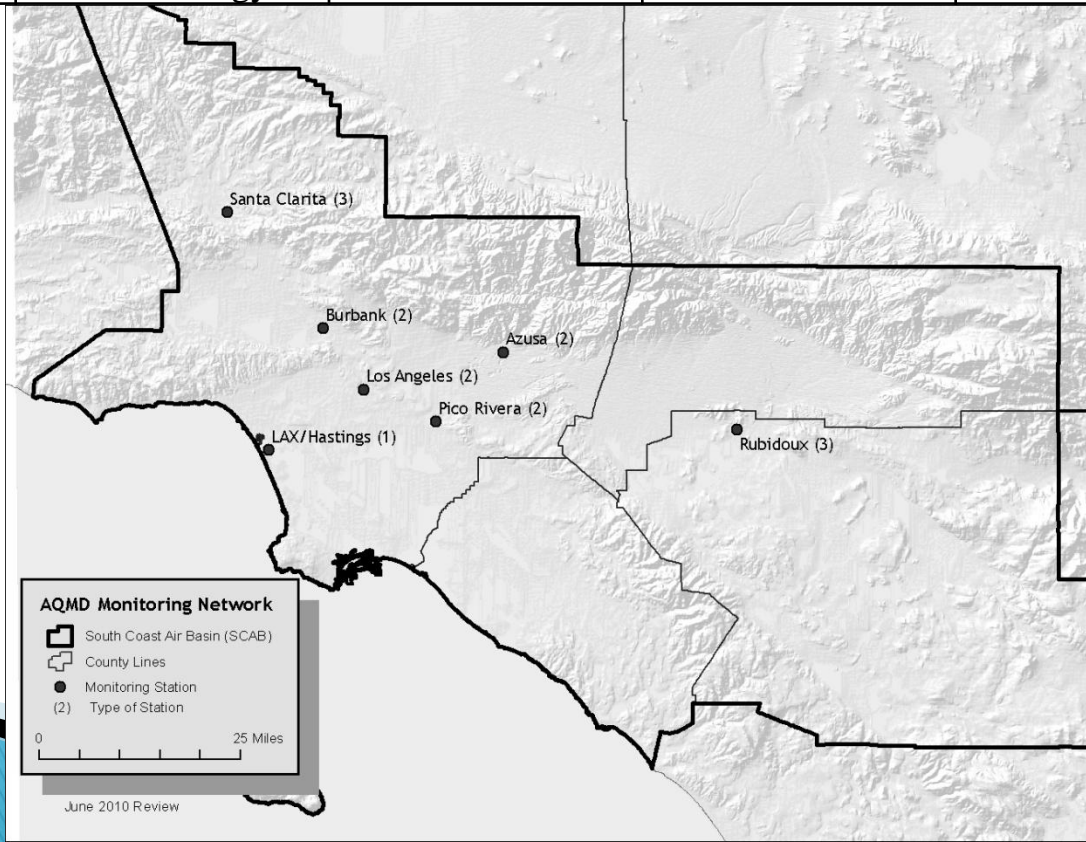 Santa Clarita (3)
Burbank (2)
Azusa (2)
Los Angeles (2)
Pico Rivera (2)
LAX/Hastings (1)
Rubidoux (3)
AQMD Monitoring Network
South Coast Air Basin (SCAB)
County Lines
Monitoring Station
(2) Type of Station
0 25 Miles
June 2010 Review